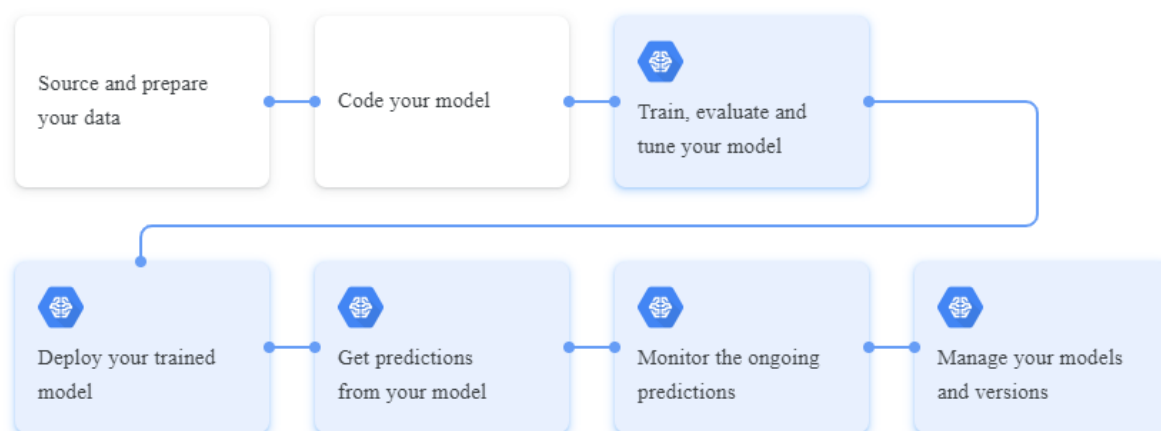 Source and prepare
your data
Code your model
Train, evaluate and
tune your model
Deploy your trained
model
Get predictions
from your model
Monitor the ongoing
predictions
Manage your models
and versions